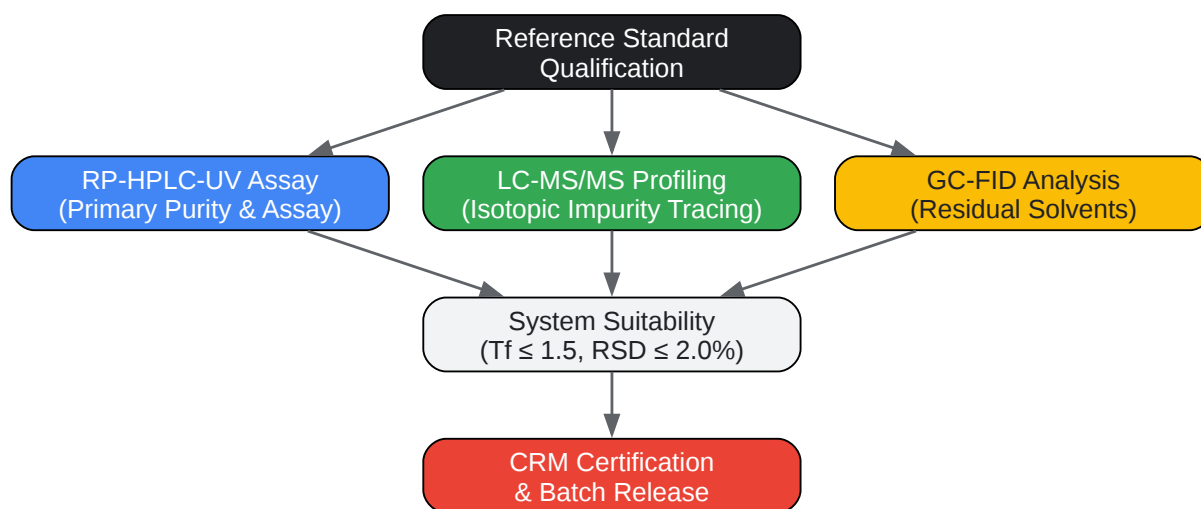 Reference Standard
Qualification
RP-HPLC-UV Assay
(Primary Purity & Assay)
LC-MS/MS Profiling
(Isotopic Impurity Tracing)
GC-FID Analysis
(Residual Solvents)
System Suitability
(Tf ≤ 1.5, RSD ≤ 2.0%)
CRM Certification
& Batch Release